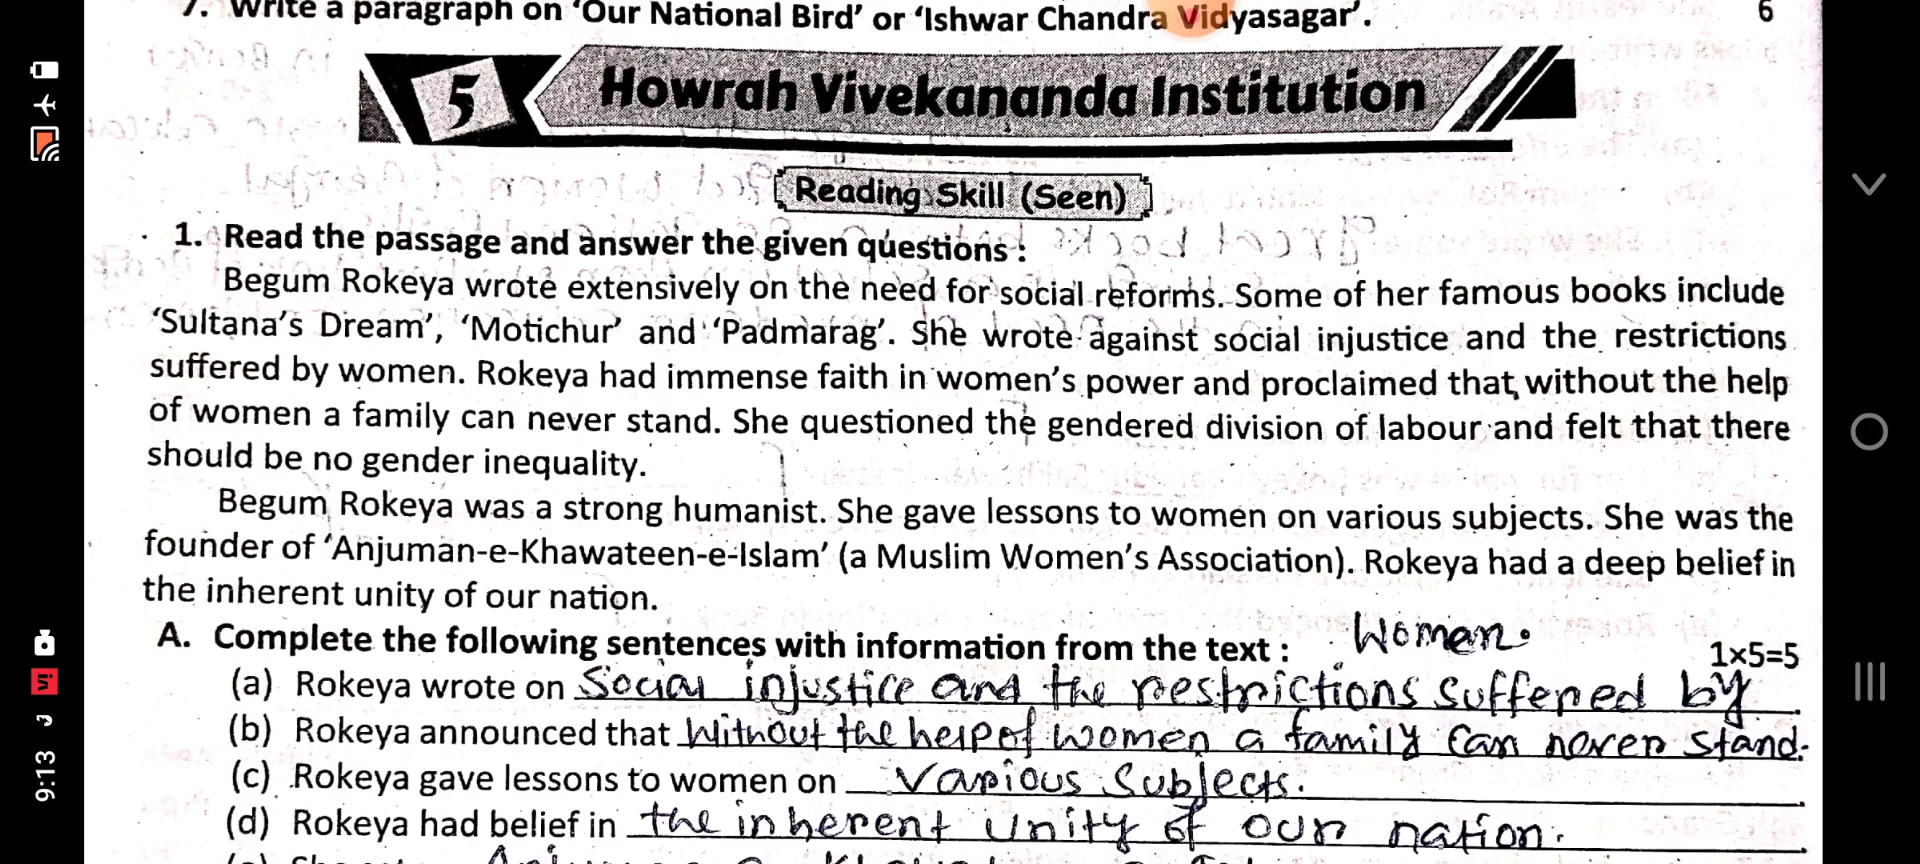 7. Write a paragraph on ‘Our National Bird’ or ‘Ishwar Chandra Vidyasagar’. 6
5 Howrah Vivekananda Institution
Reading Skill (Seen)
1. Read the passage and answer the given questions :
Begum Rokeya wrote extensively on the need for social reforms. Some of her famous books include
‘Sultana’s Dream’, ‘Motichur’ and ‘Padmarag’. She wrote against social injustice and the restrictions
suffered by women. Rokeya had immense faith in women’s power and proclaimed that, without the help
of women a family can never stand. She questioned the gendered division of labour and felt that there
should be no gender inequality.
Begum Rokeya was a strong humanist. She gave lessons to women on various subjects. She was the
founder of ‘Anjuman-e-Khawateen-e-Islam’ (a Muslim Women’s Association). Rokeya had a deep belief in
the inherent unity of our nation.
A. Complete the following sentences with information from the text : Women. 1×5=5
(a) Rokeya wrote on Social injustice and the restrictions suffered by
(b) Rokeya announced that Without the help of women a family can never stand.
(c) Rokeya gave lessons to women on Various Subjects.
(d) Rokeya had belief in the inherent unity of our nation.
9:13